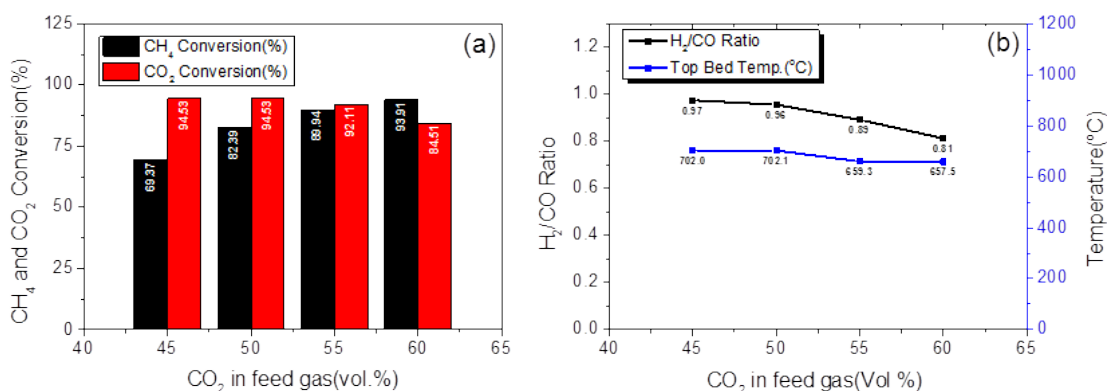 (a)
CH4 Conversion(%)
CO2 Conversion(%)
CH4 and CO2 Conversion(%)
125
100
75
50
25
0
69.37
94.53
82.39
94.53
89.94
92.11
93.91
84.51
40 45 50 55 60 65
CO2 in feed gas(vol.%)
(b)
H2/CO Ratio
Top Bed Temp.(°C)
H2/CO Ratio
1.2
1.0
0.8
0.6
0.4
0.2
0.0
0.97
0.96
0.89
0.81
702.0
702.1
659.3
657.5
1200
1000
800
600
400
200
0
Temperature(°C)
40 45 50 55 60 65
CO2 in feed gas(Vol %)